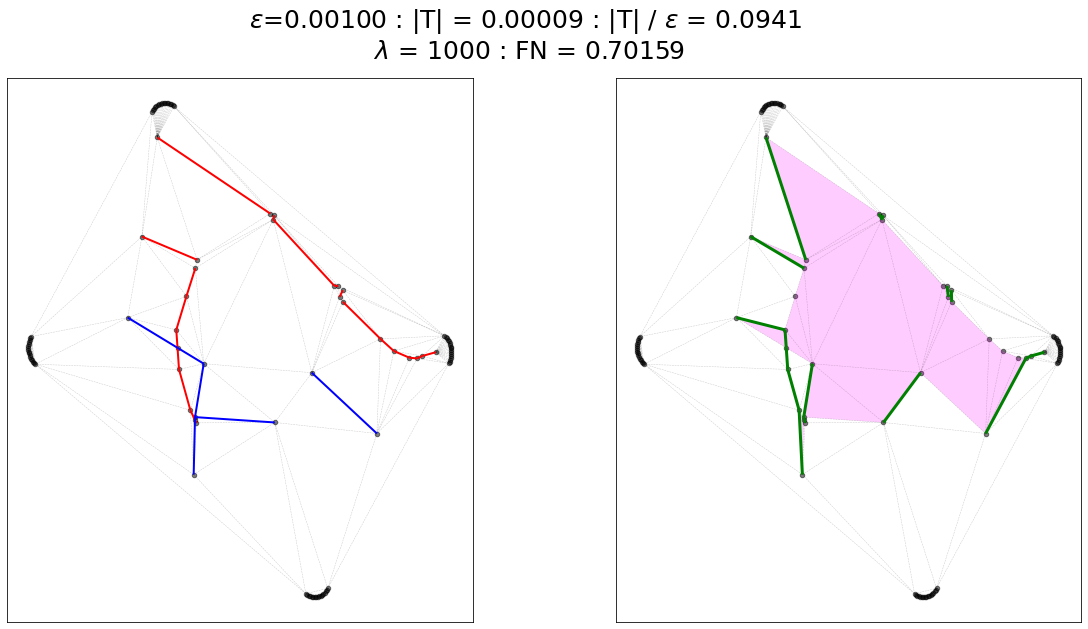 ε=0.00100 : |T| = 0.00009 : |T| / ε = 0.0941
λ = 1000 : FN = 0.70159